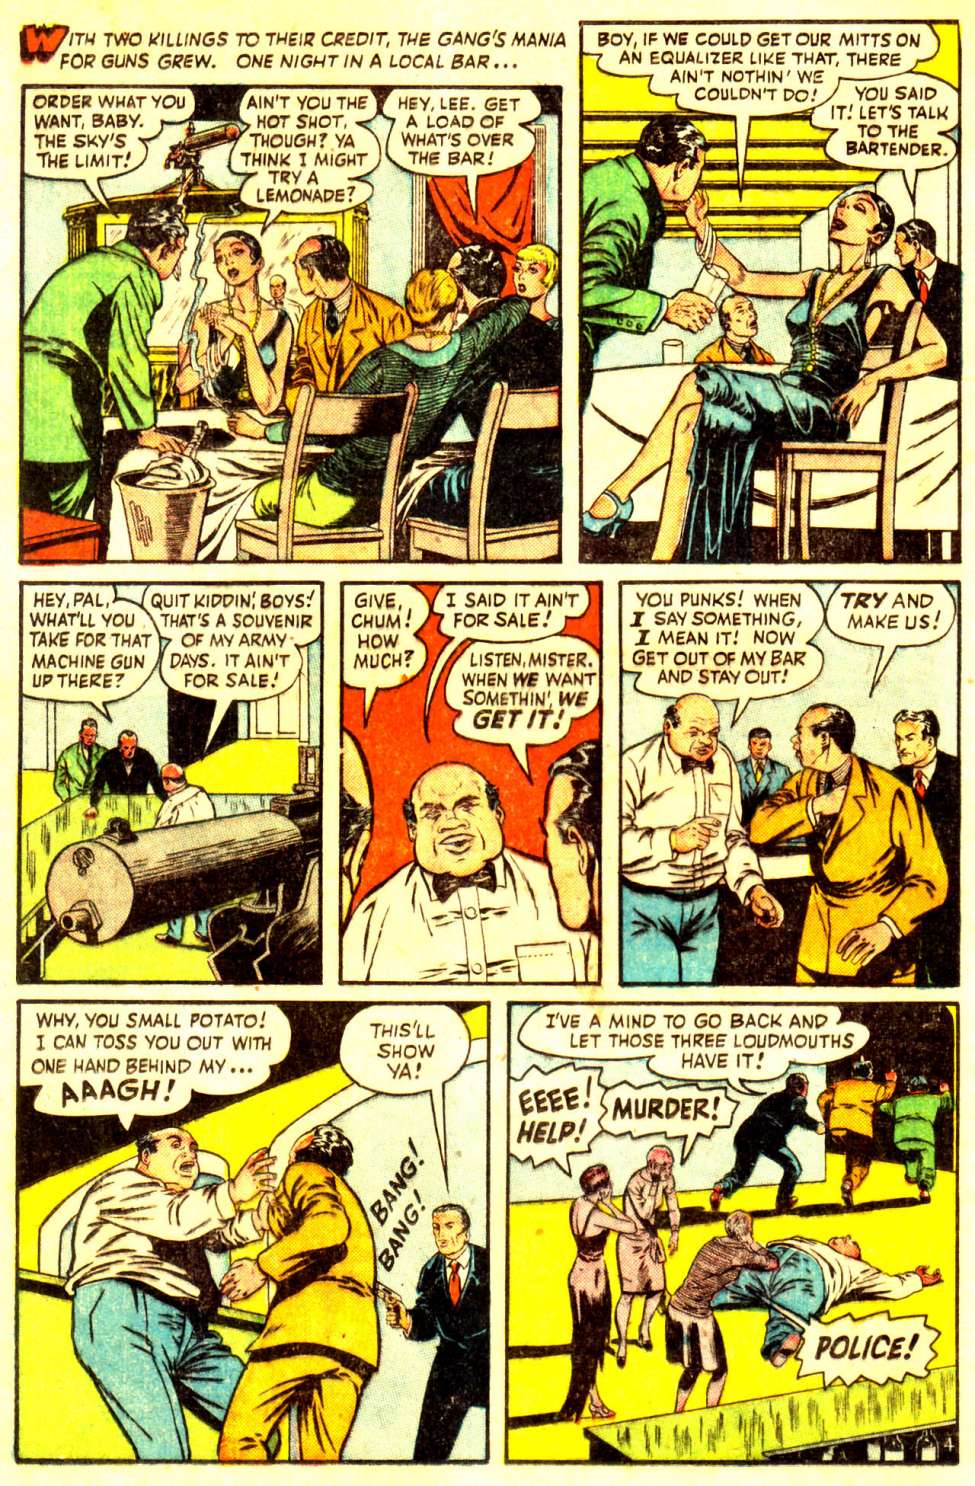 WITH TWO KILLINGS TO THEIR CREDIT, THE GANG'S MANIA
FOR GUNS GREW. ONE NIGHT IN A LOCAL BAR...
ORDER WHAT YOU
WANT, BABY.
THE SKY'S
THE LIMIT!
AIN'T YOU THE
HOT SHOT,
THOUGH? YA
THINK I MIGHT
TRY A
LEMONADE?
HEY, LEE. GET
A LOAD OF
WHAT'S OVER
THE BAR!
BOY, IF WE COULD GET OUR MITTS ON
AN EQUALIZER LIKE THAT, THERE
AIN'T NOTHIN' WE
COULDN'T DO!
YOU SAID
IT! LET'S TALK
TO THE
BARTENDER.
HEY, PAL,
WHAT'LL YOU
TAKE FOR THAT
MACHINE GUN
UP THERE?
QUIT KIDDIN', BOYS!
THAT'S A SOUVENIR
OF MY ARMY
DAYS. IT AIN'T
FOR SALE!
GIVE,
CHUM!
HOW
MUCH?
I SAID IT AIN'T
FOR SALE!
LISTEN, MISTER.
WHEN WE WANT
SOMETHIN', WE
GET IT!
YOU PUNKS! WHEN
I SAY SOMETHING,
I MEAN IT! NOW
GET OUT OF MY BAR
AND STAY OUT!
TRY AND
MAKE US!
WHY, YOU SMALL POTATO!
I CAN TOSS YOU OUT WITH
ONE HAND BEHIND MY...
AAAGH!
THIS'LL
SHOW
YA!
BANG!
BANG!
I'VE A MIND TO GO BACK AND
LET THOSE THREE LOUDMOUTHS
HAVE IT!
EEEE!
HELP!
MURDER!
POLICE!
4